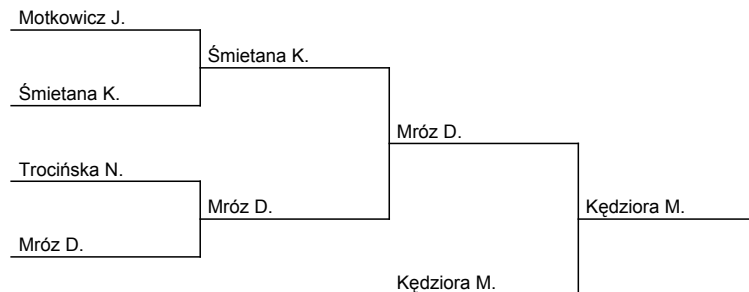 Motkowicz J.
Śmietana K.
Śmietana K.
Mróz D.
Trocińska N.
Mróz D.
Kędziora M.
Mróz D.
Kędziora M.